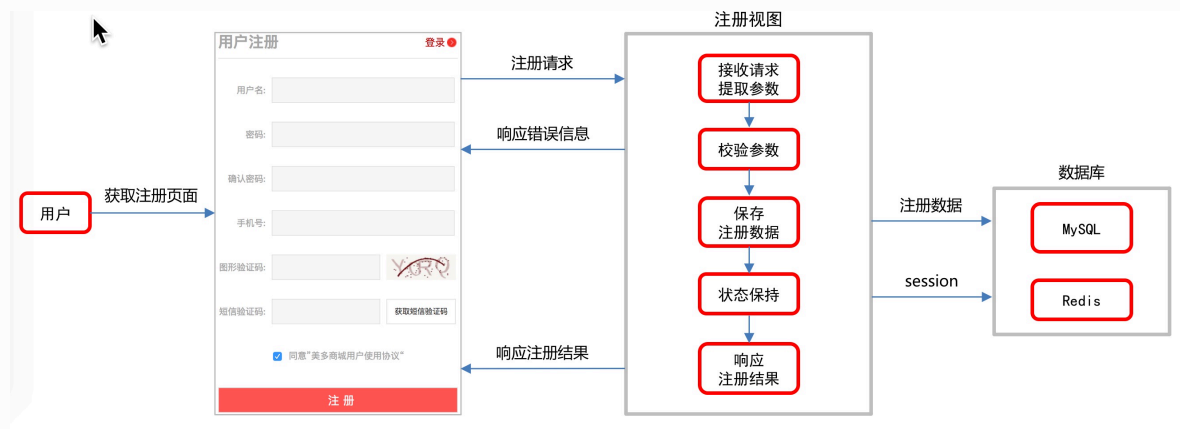 用户
获取注册页面
用户注册
登录
用户名:
密码:
确认密码:
手机号:
图形验证码:
短信验证码:
获取短信验证码
同意"美多商城用户使用协议"
注 册
注册请求
响应错误信息
响应注册结果
注册视图
接收请求
提取参数
校验参数
保存
注册数据
状态保持
响应
注册结果
注册数据
session
数据库
MySQL
Redis